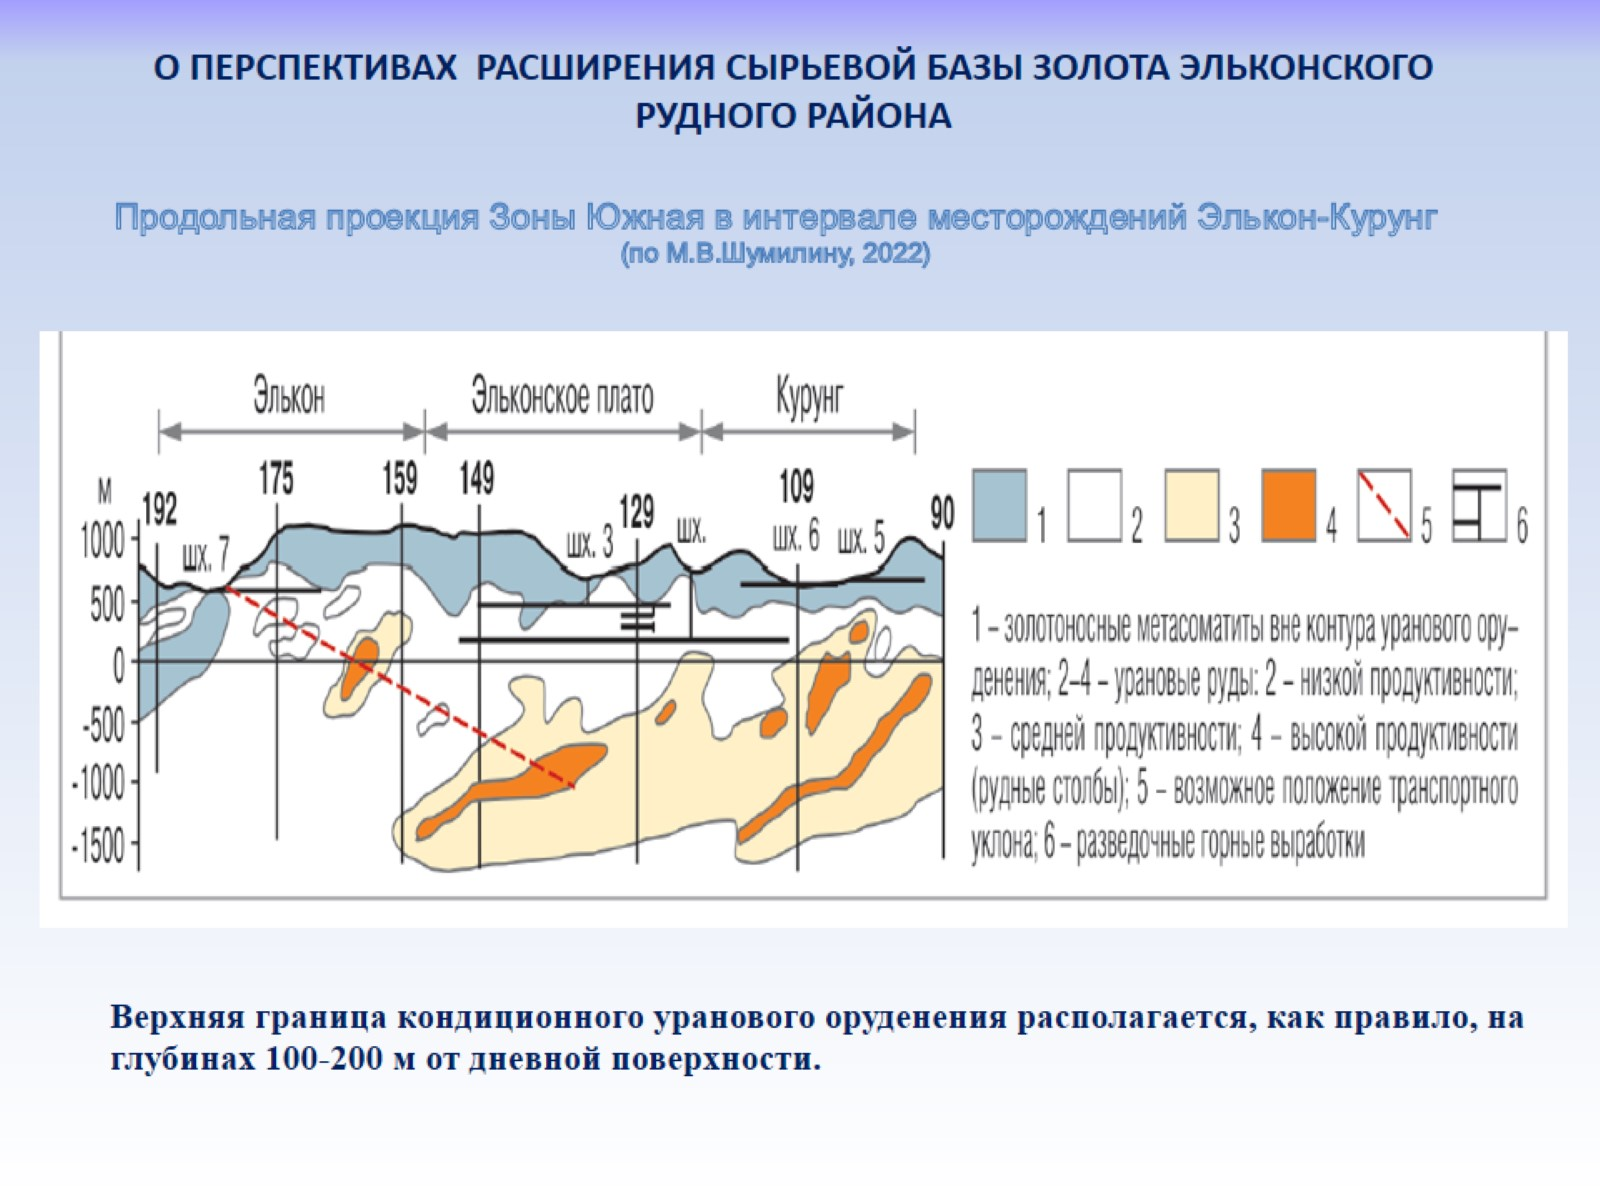 О ПЕРСПЕКТИВАХ РАСШИРЕНИЯ СЫРЬЕВОЙ БАЗЫ ЗОЛОТА ЭЛЬКОНСКОГО
РУДНОГО РАЙОНА
Продольная проекция Зоны Южная в интервале месторождений Элькон-Курунг
(по М.В.Шумилину, 2022)
Элькон
Эльконское плато
Курунг
М
192
175
159
149
129
109
90
шх. 7
шх. 3
шх.
шх. 6
шх. 5
1000
500
0
-500
-1000
-1500
1
2
3
4
5
6
1 – золотоносные метасоматиты вне контура уранового ору–
денения; 2–4 – урановые руды: 2 – низкой продуктивности;
3 – средней продуктивности; 4 – высокой продуктивности
(рудные столбы); 5 – возможное положение транспортного
уклона; 6 – разведочные горные выработки
Верхняя граница кондиционного уранового оруденения располагается, как правило, на
глубинах 100-200 м от дневной поверхности.